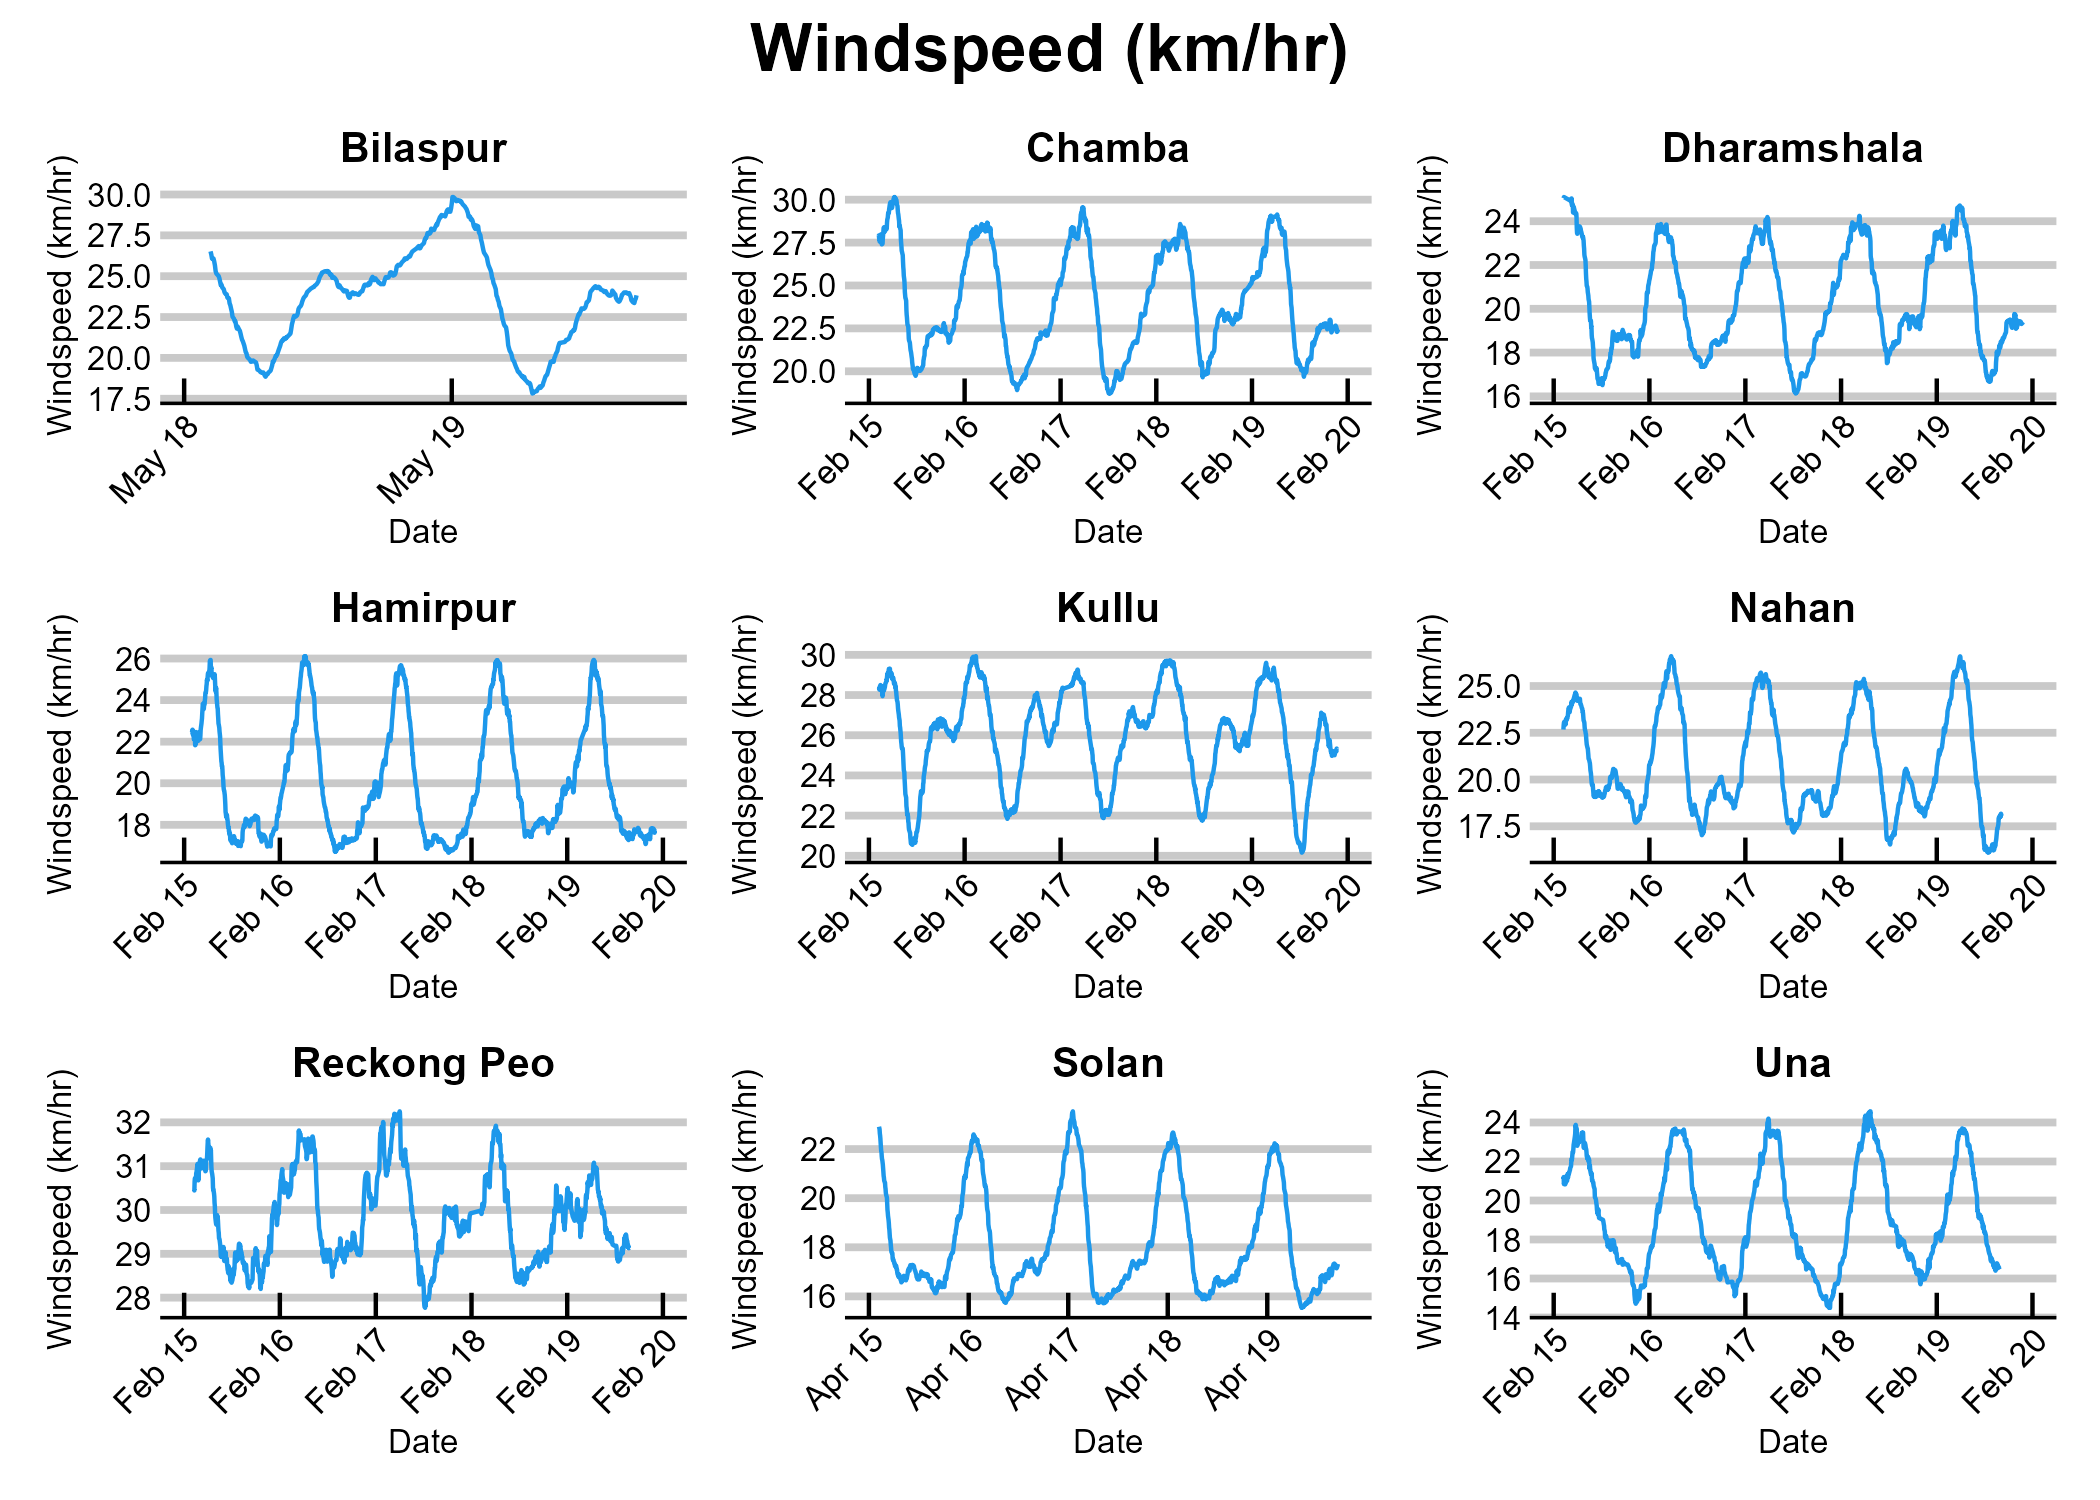 Windspeed (km/hr)
Bilaspur
Windspeed (km/hr)
30.0
27.5
25.0
22.5
20.0
17.5
May 18
May 19
Date
Chamba
Windspeed (km/hr)
30.0
27.5
25.0
22.5
20.0
Feb 15
Feb 16
Feb 17
Feb 18
Feb 19
Feb 20
Date
Dharamshala
Windspeed (km/hr)
24
22
20
18
16
Feb 15
Feb 16
Feb 17
Feb 18
Feb 19
Feb 20
Date
Hamirpur
Windspeed (km/hr)
26
24
22
20
18
Feb 15
Feb 16
Feb 17
Feb 18
Feb 19
Feb 20
Date
Kullu
Windspeed (km/hr)
30
28
26
24
22
20
Feb 15
Feb 16
Feb 17
Feb 18
Feb 19
Feb 20
Date
Nahan
Windspeed (km/hr)
25.0
22.5
20.0
17.5
Feb 15
Feb 16
Feb 17
Feb 18
Feb 19
Feb 20
Date
Reckong Peo
Windspeed (km/hr)
32
31
30
29
28
Feb 15
Feb 16
Feb 17
Feb 18
Feb 19
Feb 20
Date
Solan
Windspeed (km/hr)
22
20
18
16
Apr 15
Apr 16
Apr 17
Apr 18
Apr 19
Date
Una
Windspeed (km/hr)
24
22
20
18
16
14
Feb 15
Feb 16
Feb 17
Feb 18
Feb 19
Feb 20
Date